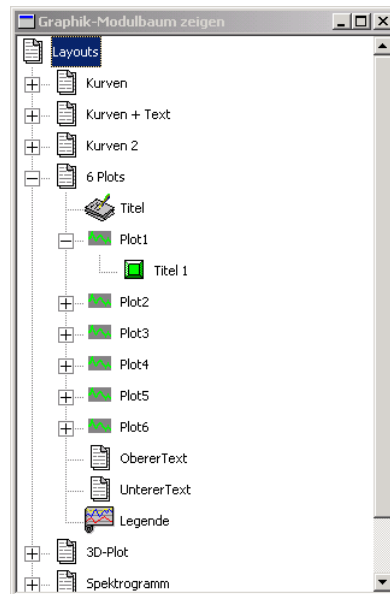 Graphik-Modulbaum zeigen
Layouts
Kurven
Kurven + Text
Kurven 2
6 Plots
Titel
Plot1
Titel 1
Plot2
Plot3
Plot4
Plot5
Plot6
ObererText
UntererText
Legende
3D-Plot
Spektrogramm